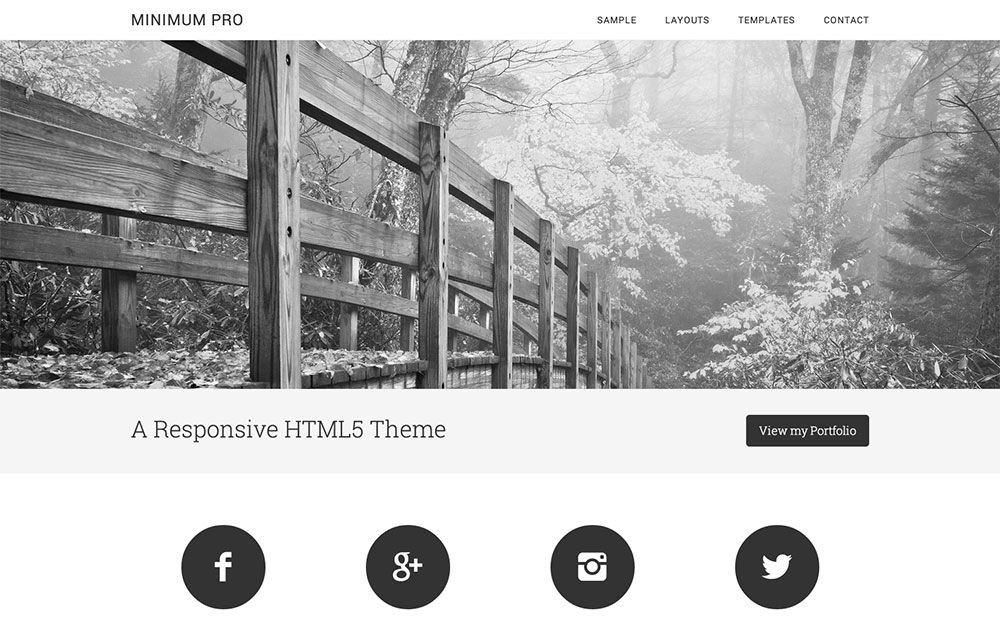 MINIMUM PRO
SAMPLE LAYOUTS TEMPLATES CONTACT
A Responsive HTML5 Theme
View my Portfolio
f g+